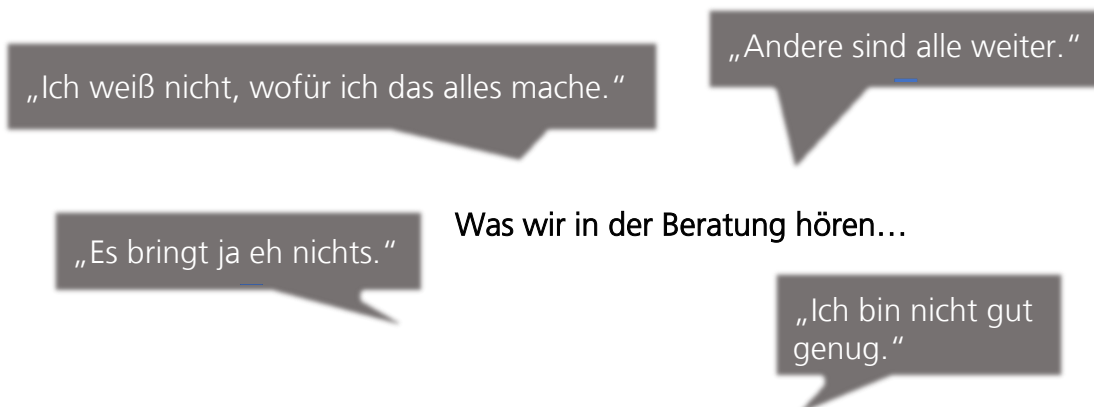 „Andere sind alle weiter.“
„Ich weiß nicht, wofür ich das alles mache.“
Was wir in der Beratung hören…
„Es bringt ja eh nichts.“
„Ich bin nicht gut
genug.“